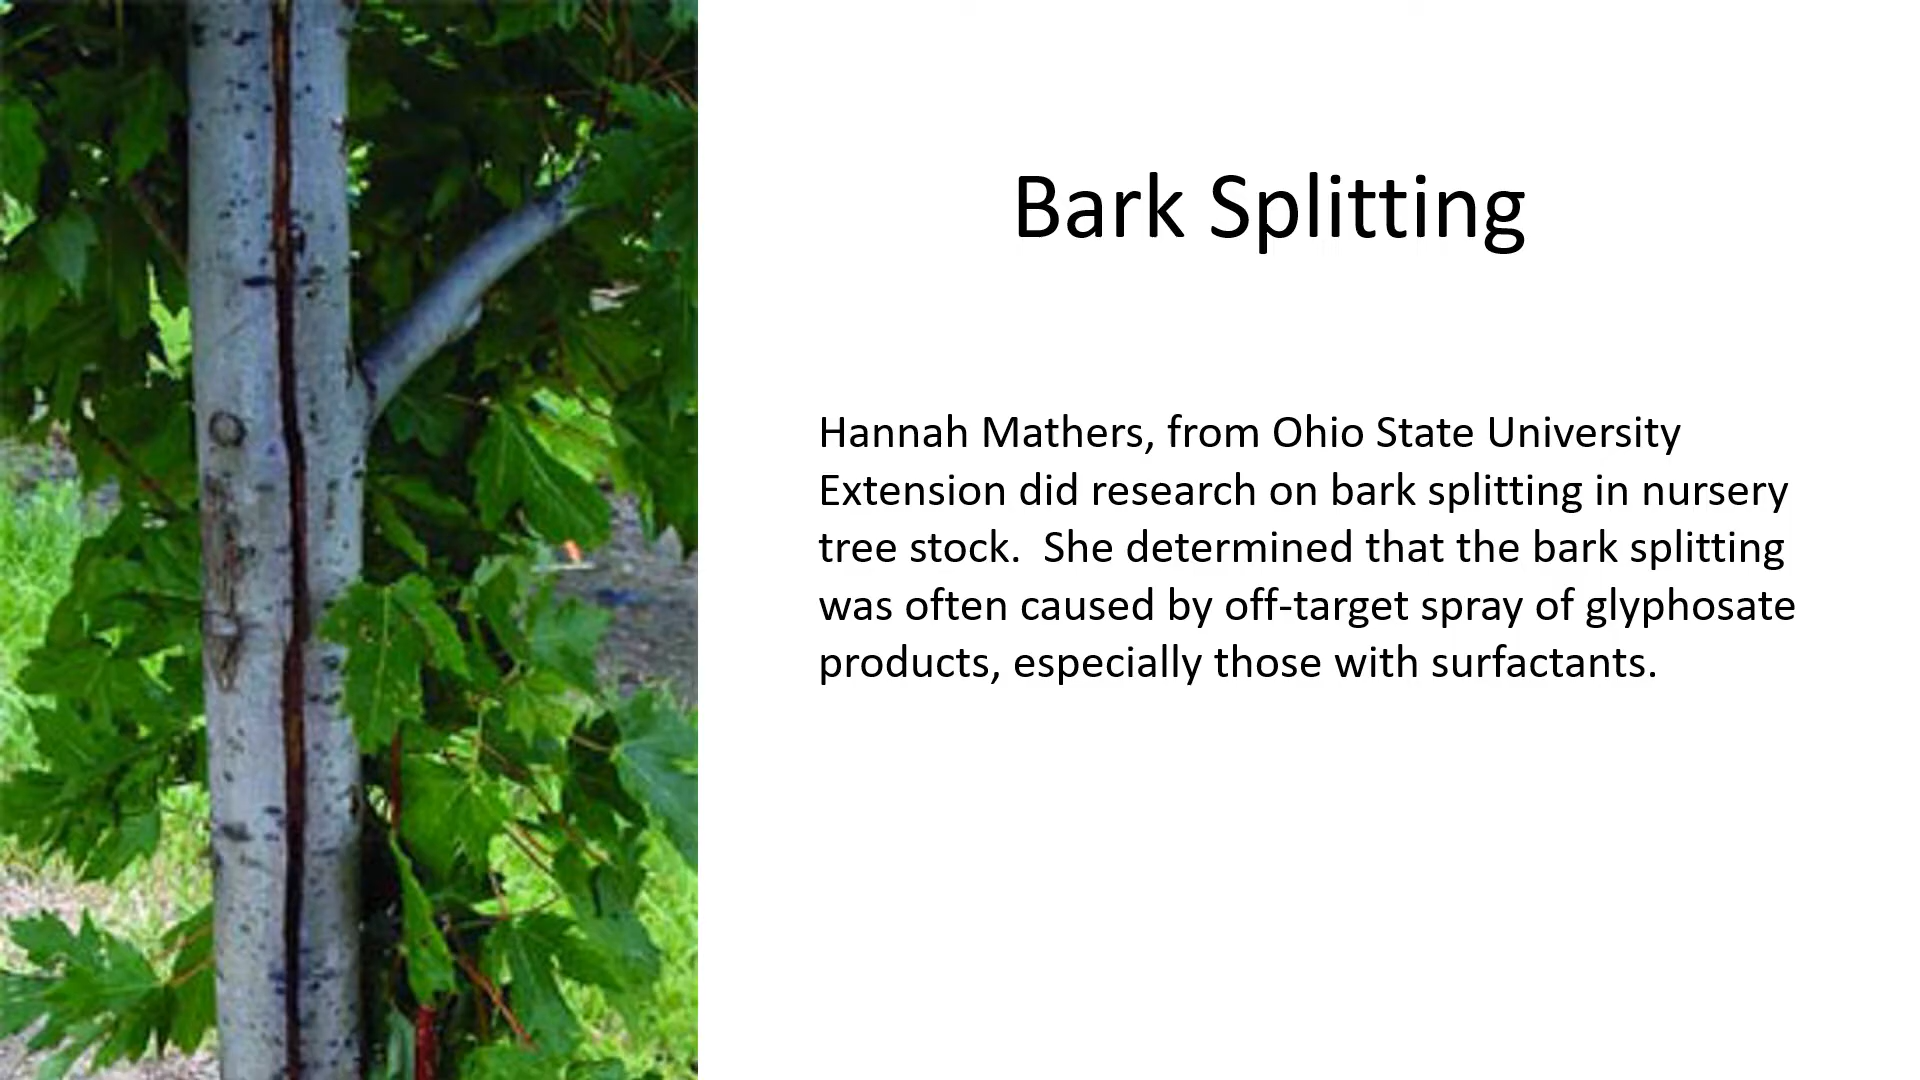 Bark Splitting
Hannah Mathers, from Ohio State University
Extension did research on bark splitting in nursery
tree stock.  She determined that the bark splitting
was often caused by off-target spray of glyphosate
products, especially those with surfactants.